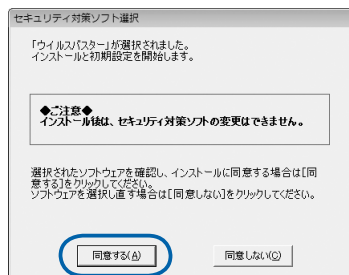 セキュリティ対策ソフト選択
「ウイルスバスター」が選択されました。
インストールと初期設定を開始します。
◆ご注意◆
インストール後は、セキュリティ対策ソフトの変更はできません。
選択されたソフトウェアを確認し、インストールに同意する場合は[同
意する]をクリックしてください。
ソフトウェアを選択し直す場合は[同意しない]をクリックしてください。
同意する(A)
同意しない(C)